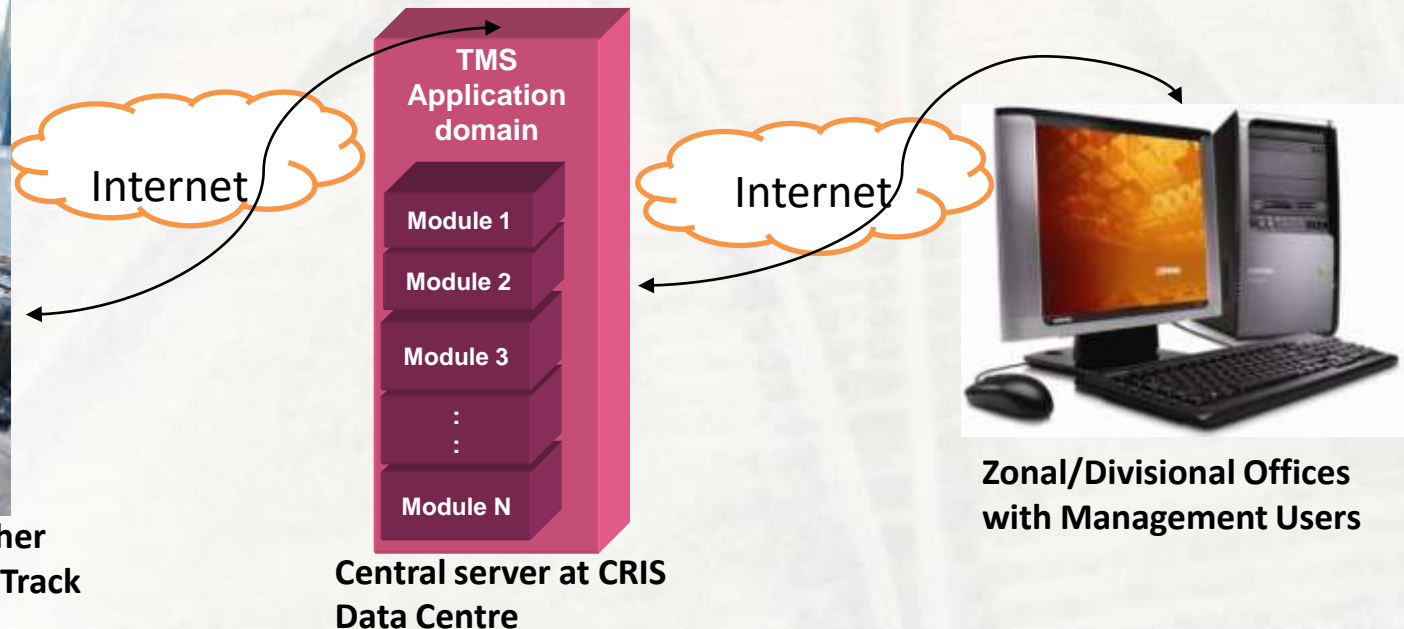 TMS
Application
domain
Internet
Internet
Module 1
Module 2
Module 3
:
:
Module N
Track
Central server at CRIS
Data Centre
Zonal/Divisional Offices
with Management Users